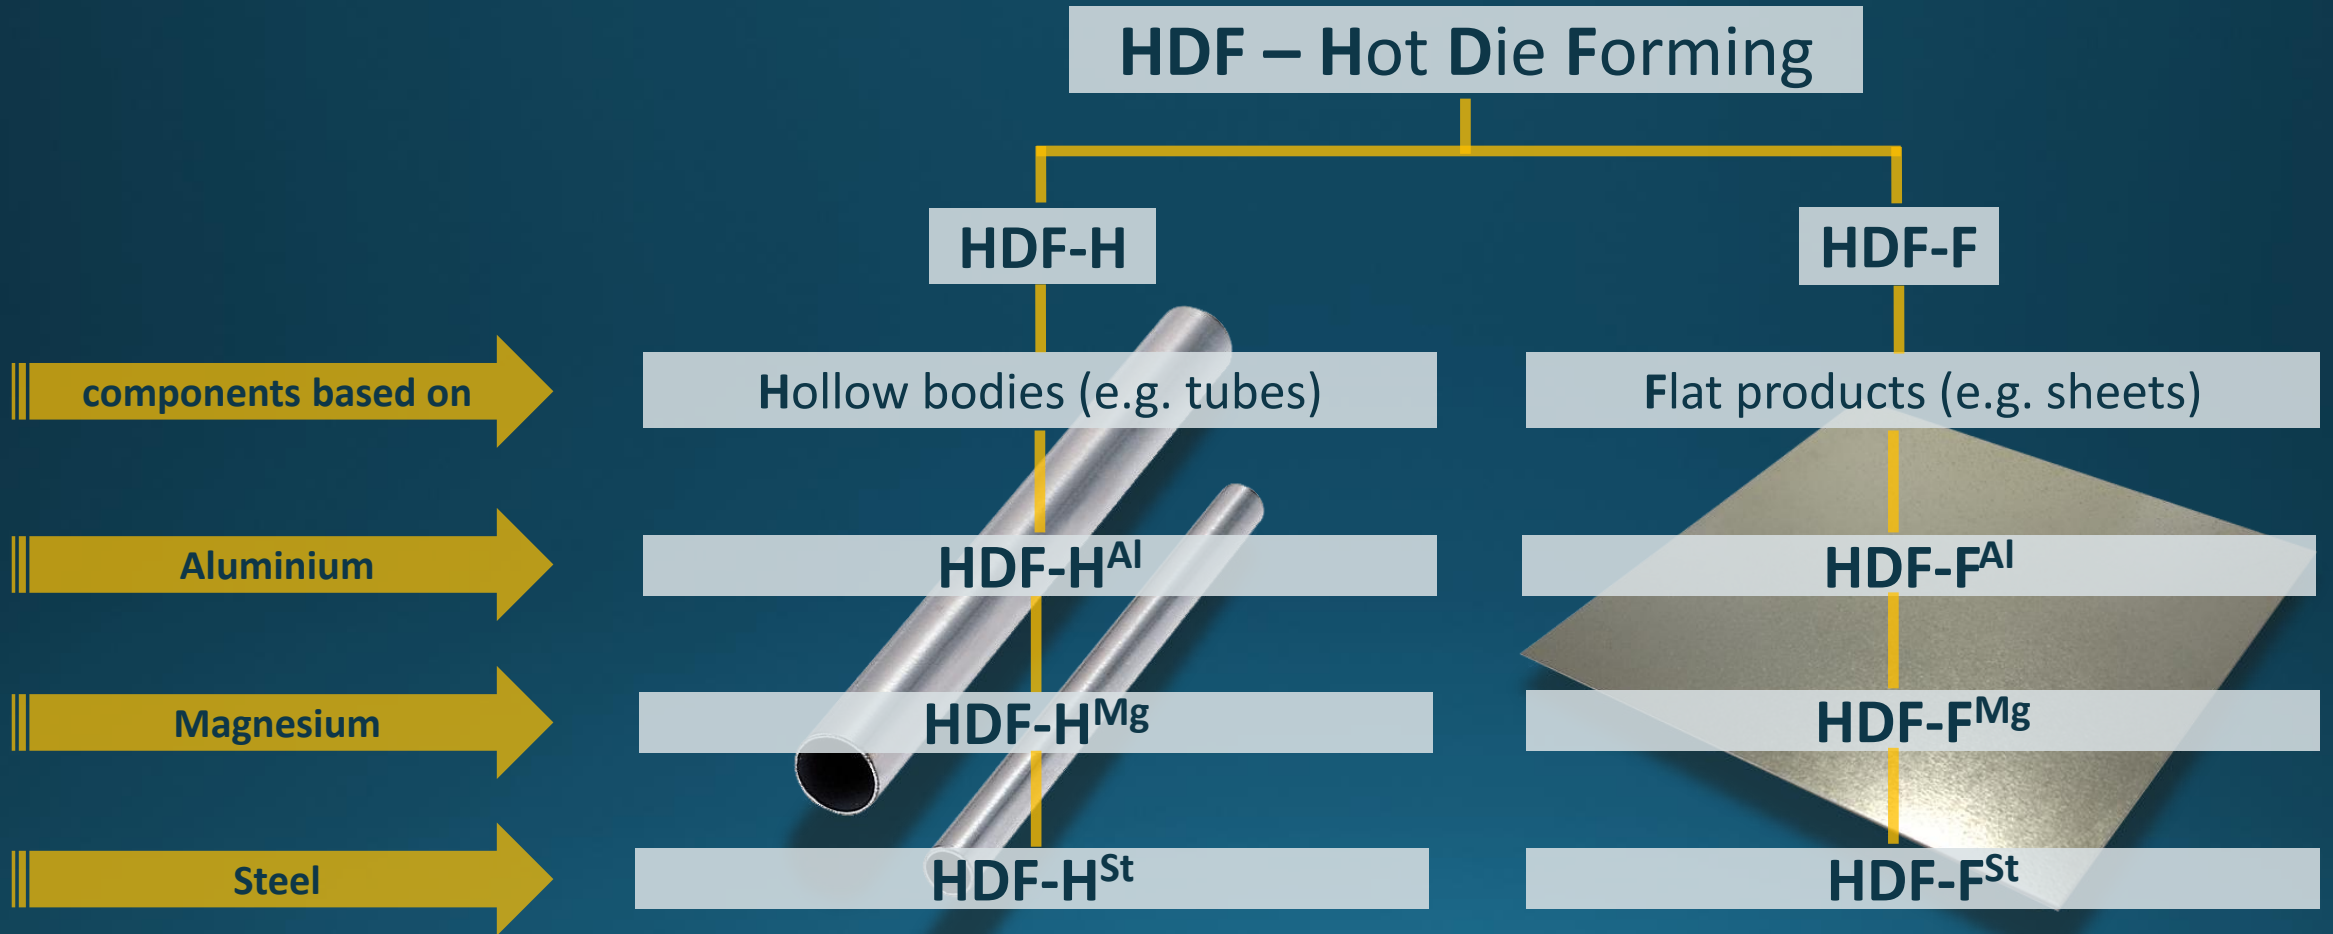 HDF – Hot Die Forming
HDF-H
HDF-F
components based on
Hollow bodies (e.g. tubes)
Flat products (e.g. sheets)
Aluminium
HDF-Hᴬˡ
HDF-Fᴬˡ
Magnesium
HDF-Hᴹᵍ
HDF-Fᴹᵍ
Steel
HDF-Hˢᵗ
HDF-Fˢᵗ